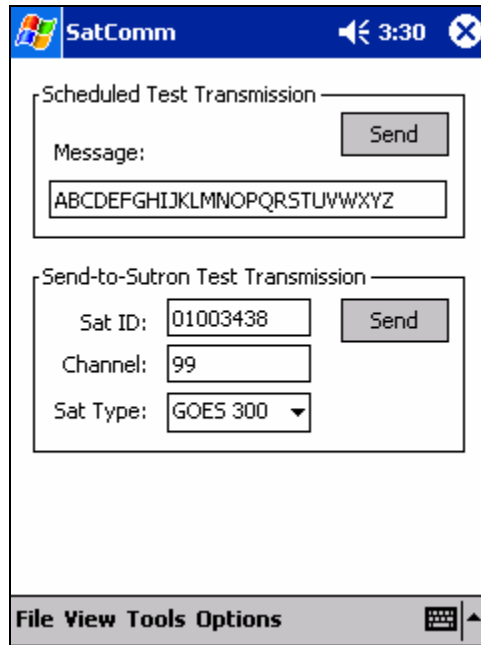 SatComm 3:30
Scheduled Test Transmission
Send
Message:
ABCDEFGHIJKLMNOPQRSTUVWXYZ
Send-to-Sutron Test Transmission
Sat ID: 01003438 Send
Channel: 99
Sat Type: GOES 300
File View Tools Options